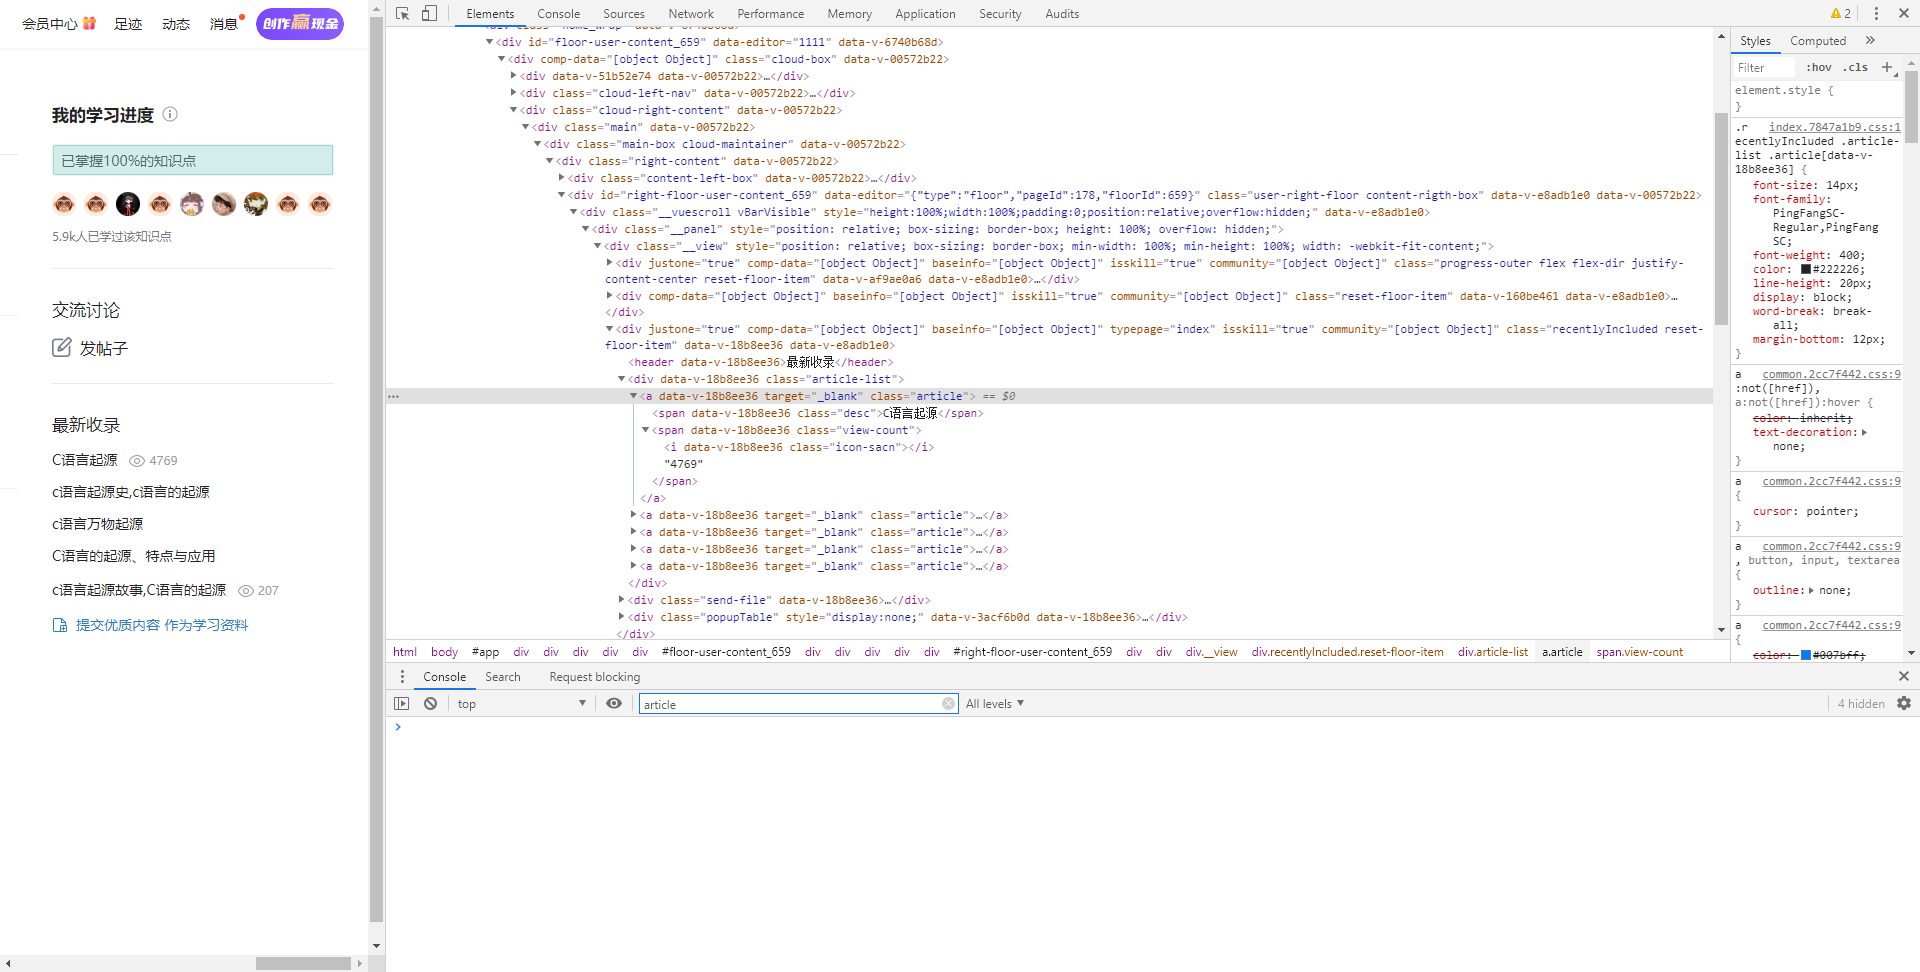 会员中心 足迹 动态 消息 创作赢现金
我的学习进度
已掌握100%的知识点
5.9k人已学过该知识点
交流讨论
发帖子
最新收录
C语言起源 4769
c语言起源史,c语言的起源
c语言万物起源
C语言的起源、特点与应用
c语言起源故事,C语言的起源 207
提交优质内容 作为学习资料
Elements Console Sources Network Performance Memory Application Security Audits 2
<div id="floor-user-content_659" data-editor="1111" data-v-6740b68d>
<div comp-data="[object Object]" class="cloud-box" data-v-00572b22>
<div data-v-51b52e74 data-v-00572b22>…</div>
<div class="cloud-left-nav" data-v-00572b22>…</div>
<div class="cloud-right-content" data-v-00572b22>
<div class="main" data-v-00572b22>
<div class="main-box cloud-maintainer" data-v-00572b22>
<div class="right-content" data-v-00572b22>
<div class="content-left-box" data-v-00572b22>…</div>
<div id="right-floor-user-content_659" data-editor="{"type":"floor","pageId":178,"floorId":659}" class="user-right-floor content-rigth-box" data-v-e8adb1e0 data-v-00572b22>
<div class="__vuescroll vBarVisible" style="height:100%;width:100%;padding:0;position:relative;overflow:hidden;" data-v-e8adb1e0>
<div class="__panel" style="position: relative; box-sizing: border-box; height: 100%; overflow: hidden;">
<div class="__view" style="position: relative; box-sizing: border-box; min-width: 100%; min-height: 100%; width: -webkit-fit-content;">
<div justone="true" comp-data="[object Object]" baseinfo="[object Object]" isskill="true" community="[object Object]" class="progress-outer flex flex-dir justify-
content-center reset-floor-item" data-v-af9ae0a6 data-v-e8adb1e0>…</div>
<div comp-data="[object Object]" baseinfo="[object Object]" isskill="true" community="[object Object]" class="reset-floor-item" data-v-160be461 data-v-e8adb1e0>…
</div>
<div justone="true" comp-data="[object Object]" baseinfo="[object Object]" typepage="index" isskill="true" community="[object Object]" class="recentlyIncluded reset-
floor-item" data-v-18b8ee36 data-v-e8adb1e0>
<header data-v-18b8ee36>最新收录</header>
<div data-v-18b8ee36 class="article-list">
… <a data-v-18b8ee36 target="_blank" class="article"> == $0
<span data-v-18b8ee36 class="desc">C语言起源</span>
<span data-v-18b8ee36 class="view-count">
<i data-v-18b8ee36 class="icon-sacn"></i>
"4769"
</span>
</a>
<a data-v-18b8ee36 target="_blank" class="article">…</a>
<a data-v-18b8ee36 target="_blank" class="article">…</a>
<a data-v-18b8ee36 target="_blank" class="article">…</a>
<a data-v-18b8ee36 target="_blank" class="article">…</a>
</div>
<div class="send-file" data-v-18b8ee36>…</div>
<div class="popupTable" style="display:none;" data-v-3acf6b0d data-v-18b8ee36>…</div>
</div>
html body #app div div div div div #floor-user-content_659 div div div div div #right-floor-user-content_659 div div div.__view div.recentlyIncluded.reset-floor-item div.article-list a.article span.view-count
Console Search Request blocking
top article All levels 4 hidden
Styles Computed
Filter :hov .cls +
element.style {
}
.r index.7847a1b9.css:1
ecentlyIncluded .article-
list .article[data-v-
18b8ee36] {
font-size: 14px;
font-family:
PingFangSC-
Regular,PingFang
SC;
font-weight: 400;
color: #222226;
line-height: 20px;
display: block;
word-break: break-
all;
margin-bottom: 12px;
}
a common.2cc7f442.css:9
:not([href]),
a:not([href]):hover {
color: inherit;
text-decoration:
none;
}
a common.2cc7f442.css:9
{
cursor: pointer;
}
a common.2cc7f442.css:9
, button, input, textarea
{
outline: none;
}
a common.2cc7f442.css:9
{
color: #007bff;